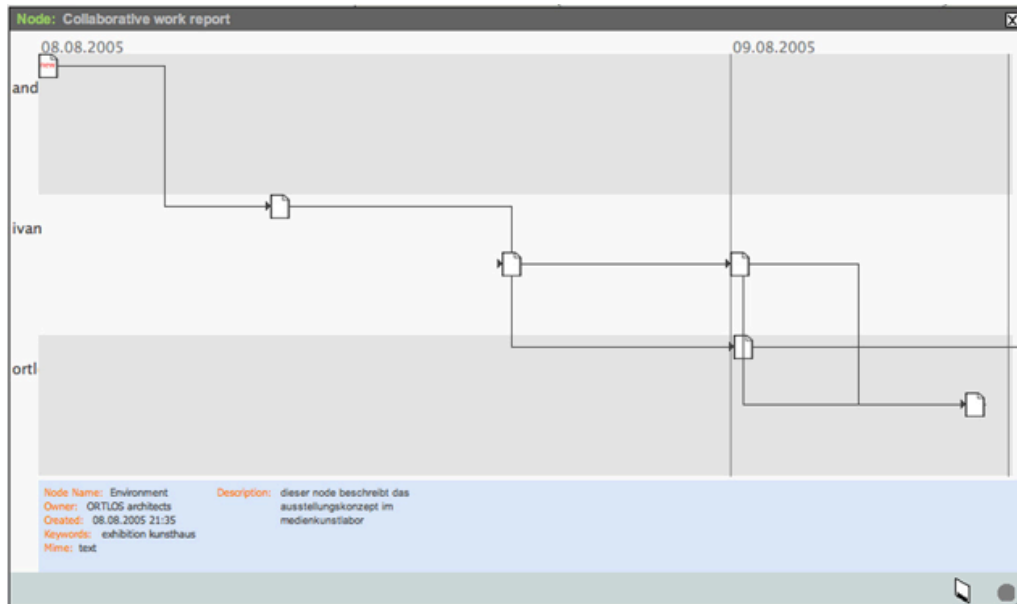 Node: Collaborative work report
08.08.2005
09.08.2005
new
and
ivan
ortl
Node Name: Environment
Owner: ORTLOS architects
Created: 08.08.2005 21:35
Keywords: exhibition kunsthaus
Mime: text
Description: dieser node beschreibt das
ausstellungskonzept im
medienkunstlabor